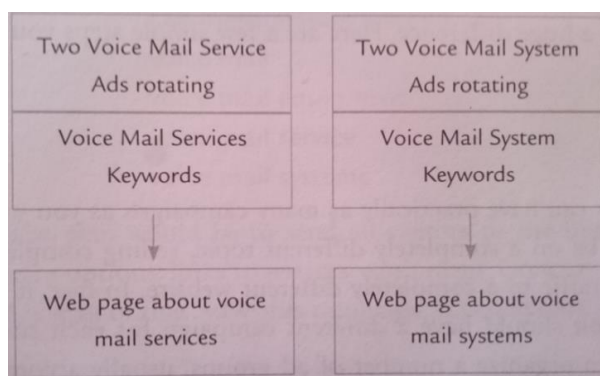 Two Voice Mail Service
Ads rotating
Voice Mail Services
Keywords
Web page about voice
mail services
Two Voice Mail System
Ads rotating
Voice Mail System
Keywords
Web page about voice
mail systems